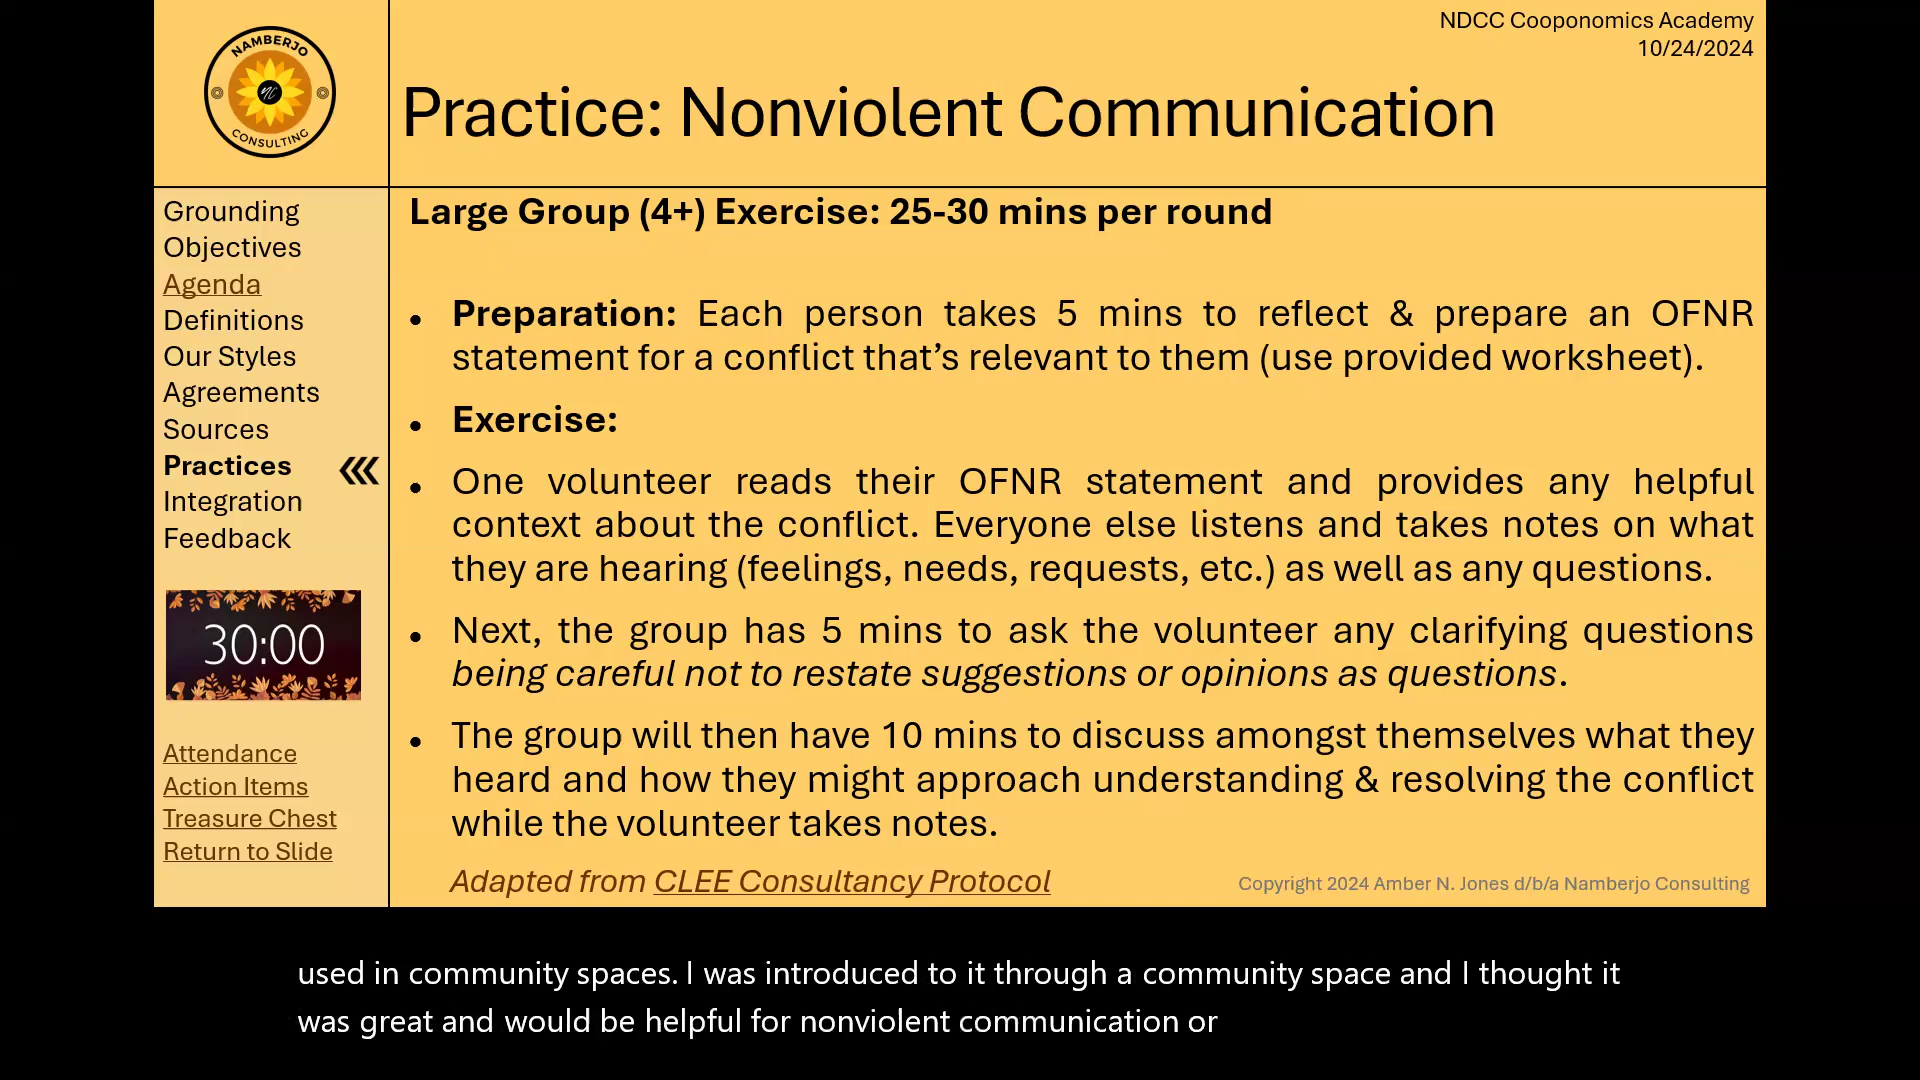 NAMBERJO
CONSULTING
NDCC Cooponomics Academy
10/24/2024
Practice: Nonviolent Communication
Grounding
Objectives
Agenda
Definitions
Our Styles
Agreements
Sources
Practices
Integration
Feedback
30:00
Attendance
Action Items
Treasure Chest
Return to Slide
Large Group (4+) Exercise: 25-30 mins per round
• Preparation: Each person takes 5 mins to reflect & prepare an OFNR
statement for a conflict that’s relevant to them (use provided worksheet).
• Exercise:
• One volunteer reads their OFNR statement and provides any helpful
context about the conflict. Everyone else listens and takes notes on what
they are hearing (feelings, needs, requests, etc.) as well as any questions.
• Next, the group has 5 mins to ask the volunteer any clarifying questions
being careful not to restate suggestions or opinions as questions.
• The group will then have 10 mins to discuss amongst themselves what they
heard and how they might approach understanding & resolving the conflict
while the volunteer takes notes.
Adapted from CLEE Consultancy Protocol
Copyright 2024 Amber N. Jones d/b/a Namberjo Consulting
used in community spaces. I was introduced to it through a community space and I thought it
was great and would be helpful for nonviolent communication or